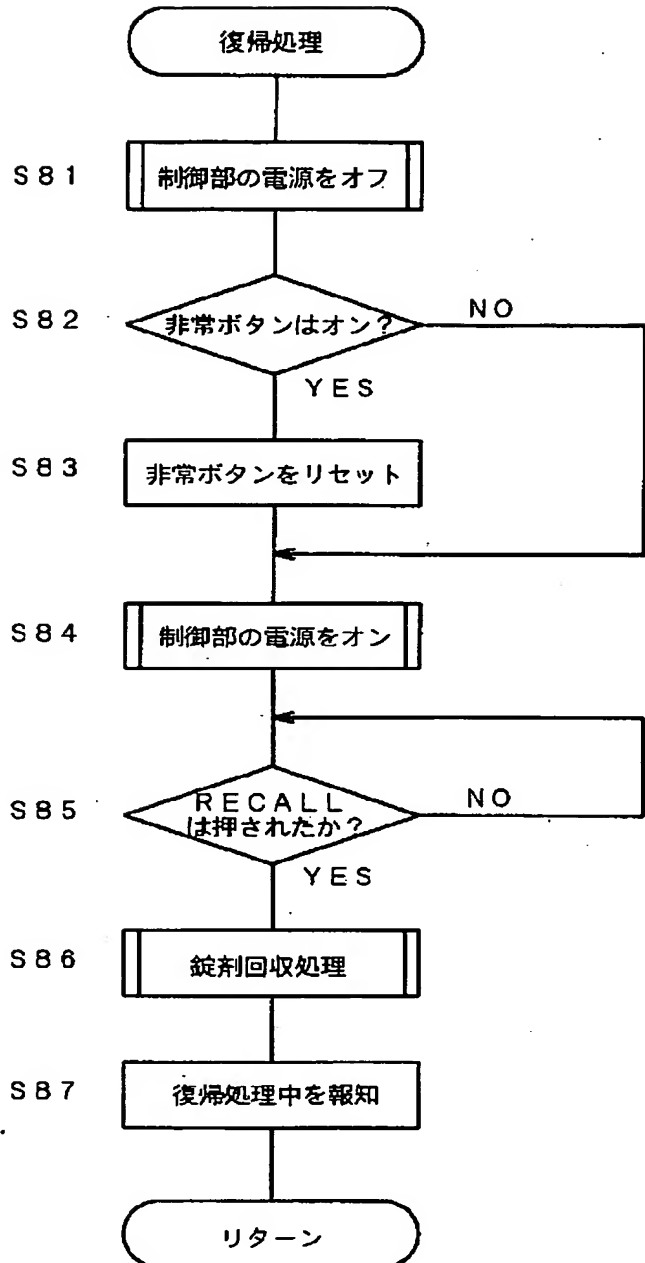 復帰処理
S81
制御部の電源をオフ
S82
非常ボタンはオン?
NO
YES
S83
非常ボタンをリセット
S84
制御部の電源をオン
S85
RECALL
は押されたか?
NO
YES
S86
錠剤回収処理
S87
復帰処理中を報知
リターン